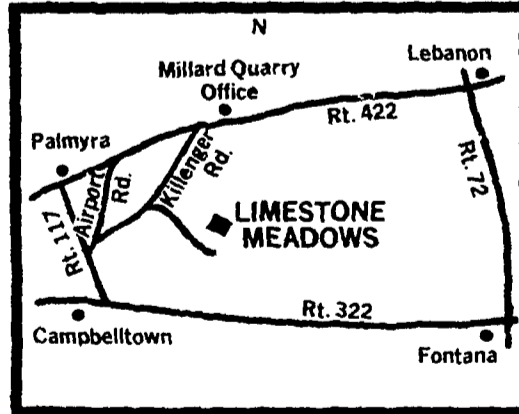 N
Lebanon
Millard Quarry
Office
Rt. 422
Palmyra
Airport
Rd.
Killenger
Rd.
Rt. 72
Rt. 117
LIMESTONE
MEADOWS
Rt. 322
Campbelltown
Fontana